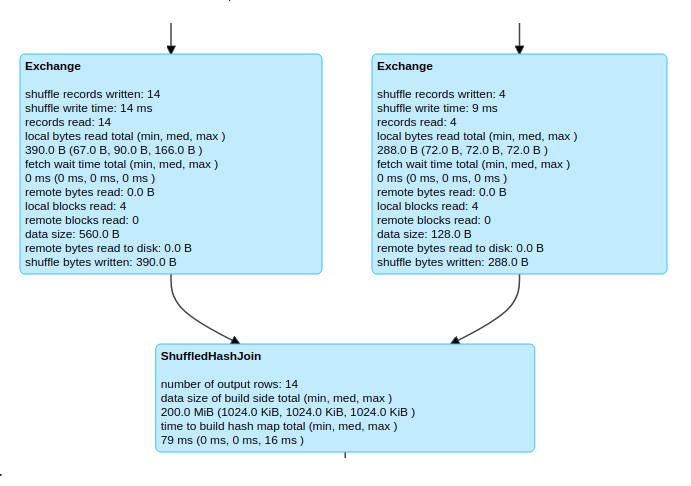 Exchange
shuffle records written: 14
shuffle write time: 14 ms
records read: 14
local bytes read total (min, med, max )
390.0 B (67.0 B, 90.0 B, 166.0 B )
fetch wait time total (min, med, max )
0 ms (0 ms, 0 ms, 0 ms )
remote bytes read: 0.0 B
local blocks read: 4
remote blocks read: 0
data size: 560.0 B
remote bytes read to disk: 0.0 B
shuffle bytes written: 390.0 B
Exchange
shuffle records written: 4
shuffle write time: 9 ms
records read: 4
local bytes read total (min, med, max )
288.0 B (72.0 B, 72.0 B, 72.0 B )
fetch wait time total (min, med, max )
0 ms (0 ms, 0 ms, 0 ms )
remote bytes read: 0.0 B
local blocks read: 4
remote blocks read: 0
data size: 128.0 B
remote bytes read to disk: 0.0 B
shuffle bytes written: 288.0 B
ShuffledHashJoin
number of output rows: 14
data size of build side total (min, med, max )
200.0 MiB (1024.0 KiB, 1024.0 KiB, 1024.0 KiB )
time to build hash map total (min, med, max )
79 ms (0 ms, 0 ms, 16 ms )